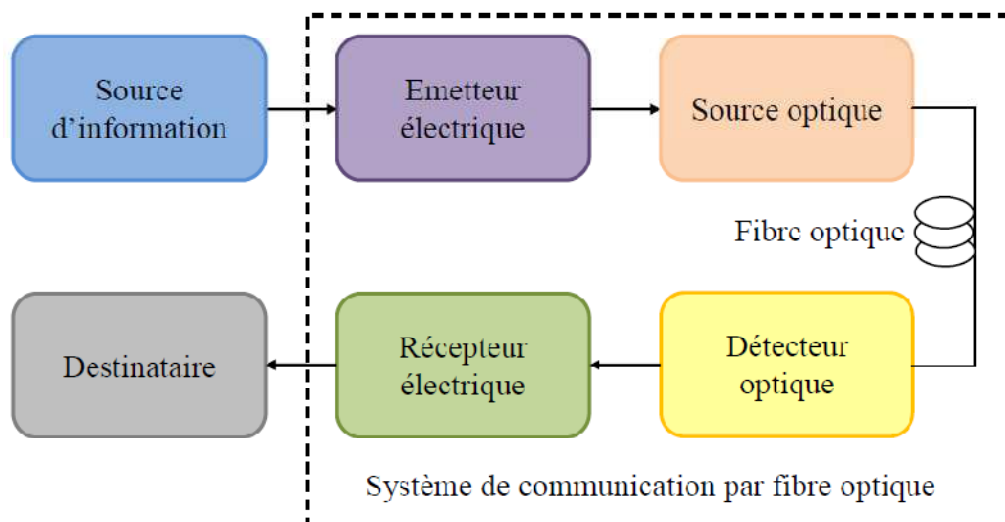 Source
d'information
Emetteur
électrique
Source optique
Fibre optique
Destinataire
Récepteur
électrique
Détecteur
optique
Système de communication par fibre optique